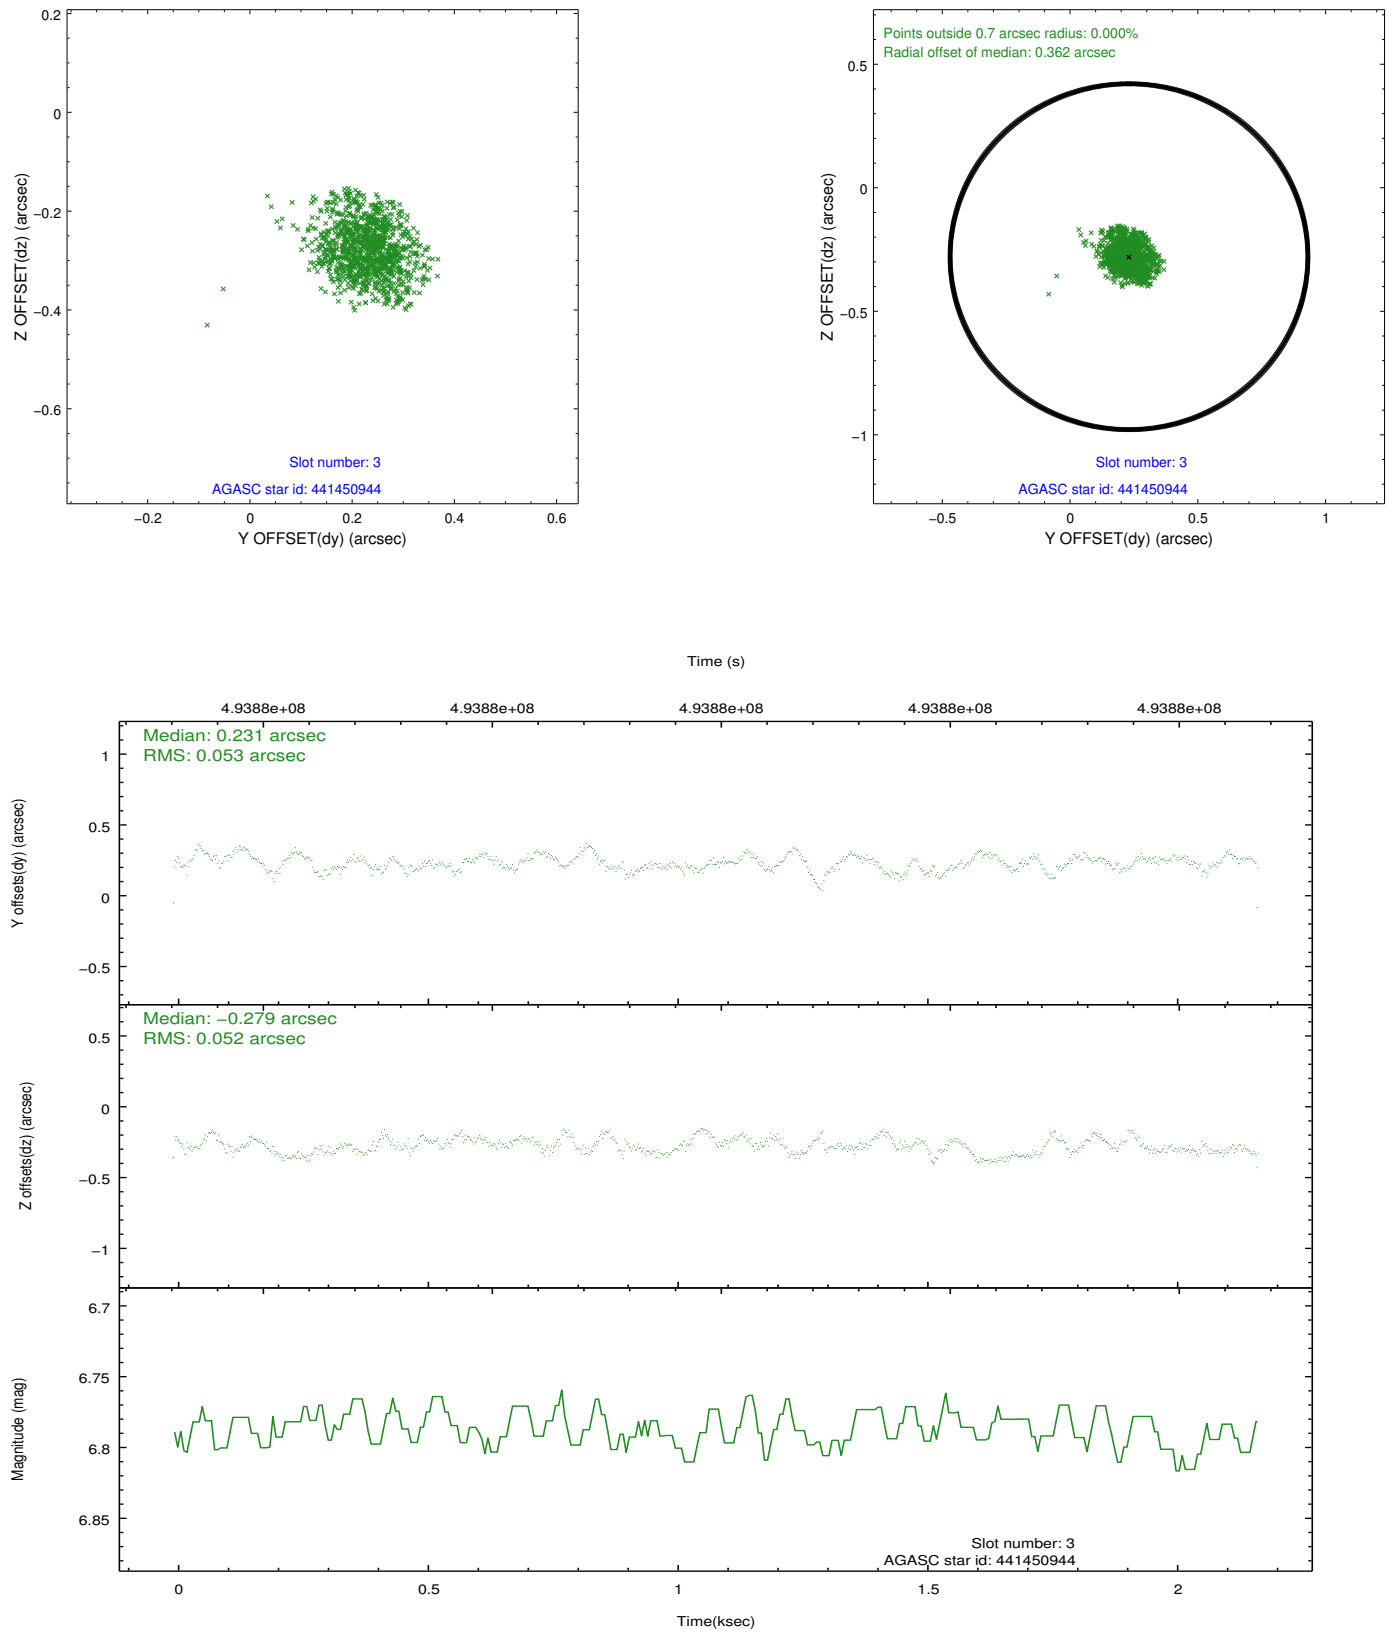 0.2
0
−0.2
−0.4
−0.6
Z OFFSET(dz) (arcsec)
Slot number: 3
AGASC star id: 441450944
−0.2 0 0.2 0.4 0.6
Y OFFSET(dy) (arcsec)
Points outside 0.7 arcsec radius: 0.000%
Radial offset of median: 0.362 arcsec
0.5
0
−0.5
−1
Z OFFSET(dz) (arcsec)
Slot number: 3
AGASC star id: 441450944
−0.5 0 0.5 1
Y OFFSET(dy) (arcsec)
Time (s)
4.9388e+08 4.9388e+08 4.9388e+08 4.9388e+08 4.9388e+08
Median: 0.231 arcsec
RMS: 0.053 arcsec
1
0.5
0
−0.5
Y offsets(dy) (arcsec)
Median: −0.279 arcsec
RMS: 0.052 arcsec
0.5
0
−0.5
−1
Z offsets(dz) (arcsec)
6.7
6.75
6.8
6.85
Magnitude (mag)
Slot number: 3
AGASC star id: 441450944
0 0.5 1 1.5 2
Time(ksec)